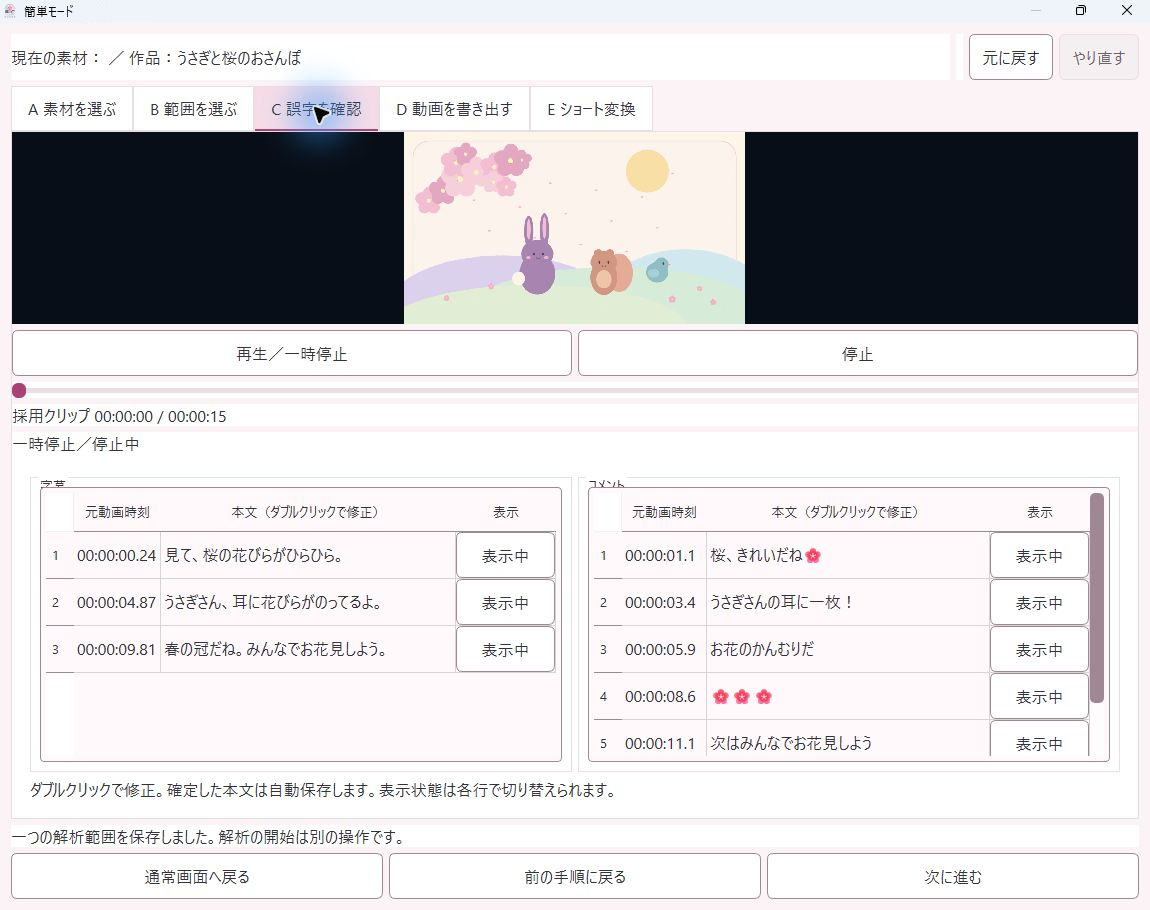 簡単モード
現在の素材： ／ 作品：うさぎと桜のおさんぽ
元に戻す
やり直す
A 素材を選ぶ
B 範囲を選ぶ
C 誤字を確認
D 動画を書き出す
E ショート変換
再生／一時停止
停止
採用クリップ 00:00:00 / 00:00:15
一時停止／停止中
字幕
元動画時刻 本文（ダブルクリックで修正） 表示
1 00:00:00.24 見て、桜の花びらがひらひら。 表示中
2 00:00:04.87 うさぎさん、耳に花びらがのってるよ。 表示中
3 00:00:09.81 春の冠だね。みんなでお花見しよう。 表示中
コメント
元動画時刻 本文（ダブルクリックで修正） 表示
1 00:00:01.1 桜、きれいだね🌸 表示中
2 00:00:03.4 うさぎさんの耳に一枚！ 表示中
3 00:00:05.9 お花のかんむりだ 表示中
4 00:00:08.6 🌸🌸🌸 表示中
5 00:00:11.1 次はみんなでお花見しよう 表示中
ダブルクリックで修正。確定した本文は自動保存します。表示状態は各行で切り替えられます。
一つの解析範囲を保存しました。解析の開始は別の操作です。
通常画面へ戻る
前の手順に戻る
次に進む